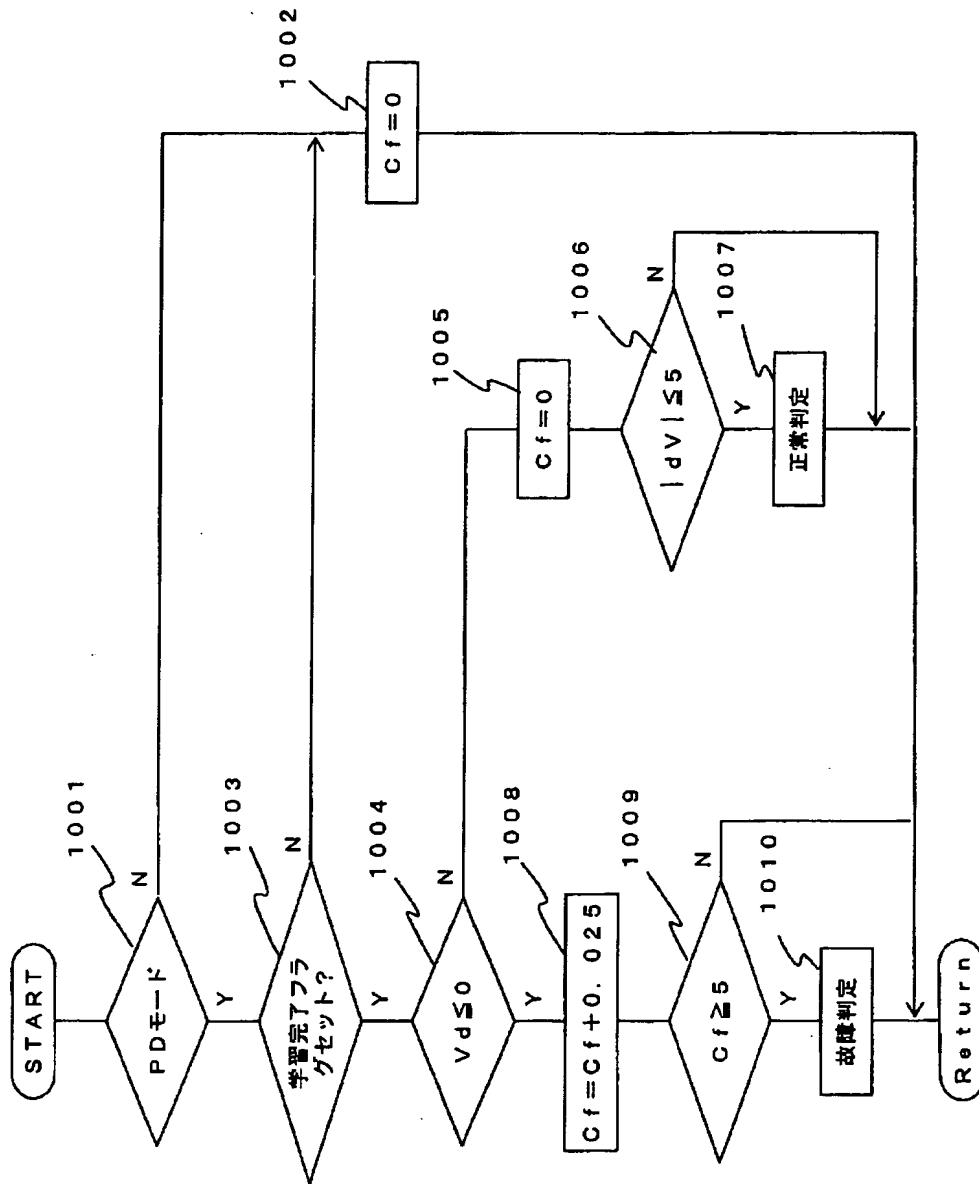 START
1001
PDモード
N
Y
1003
学習完了フラ
グセット?
N
Y
1002
Cf=0
1004
Vd≦0
N
Y
1005
Cf=0
1006
|dV|≦5
N
Y
1007
正常判定
1008
Cf=Cf+0.025
1009
Cf≧5
N
Y
1010
故障判定
Return